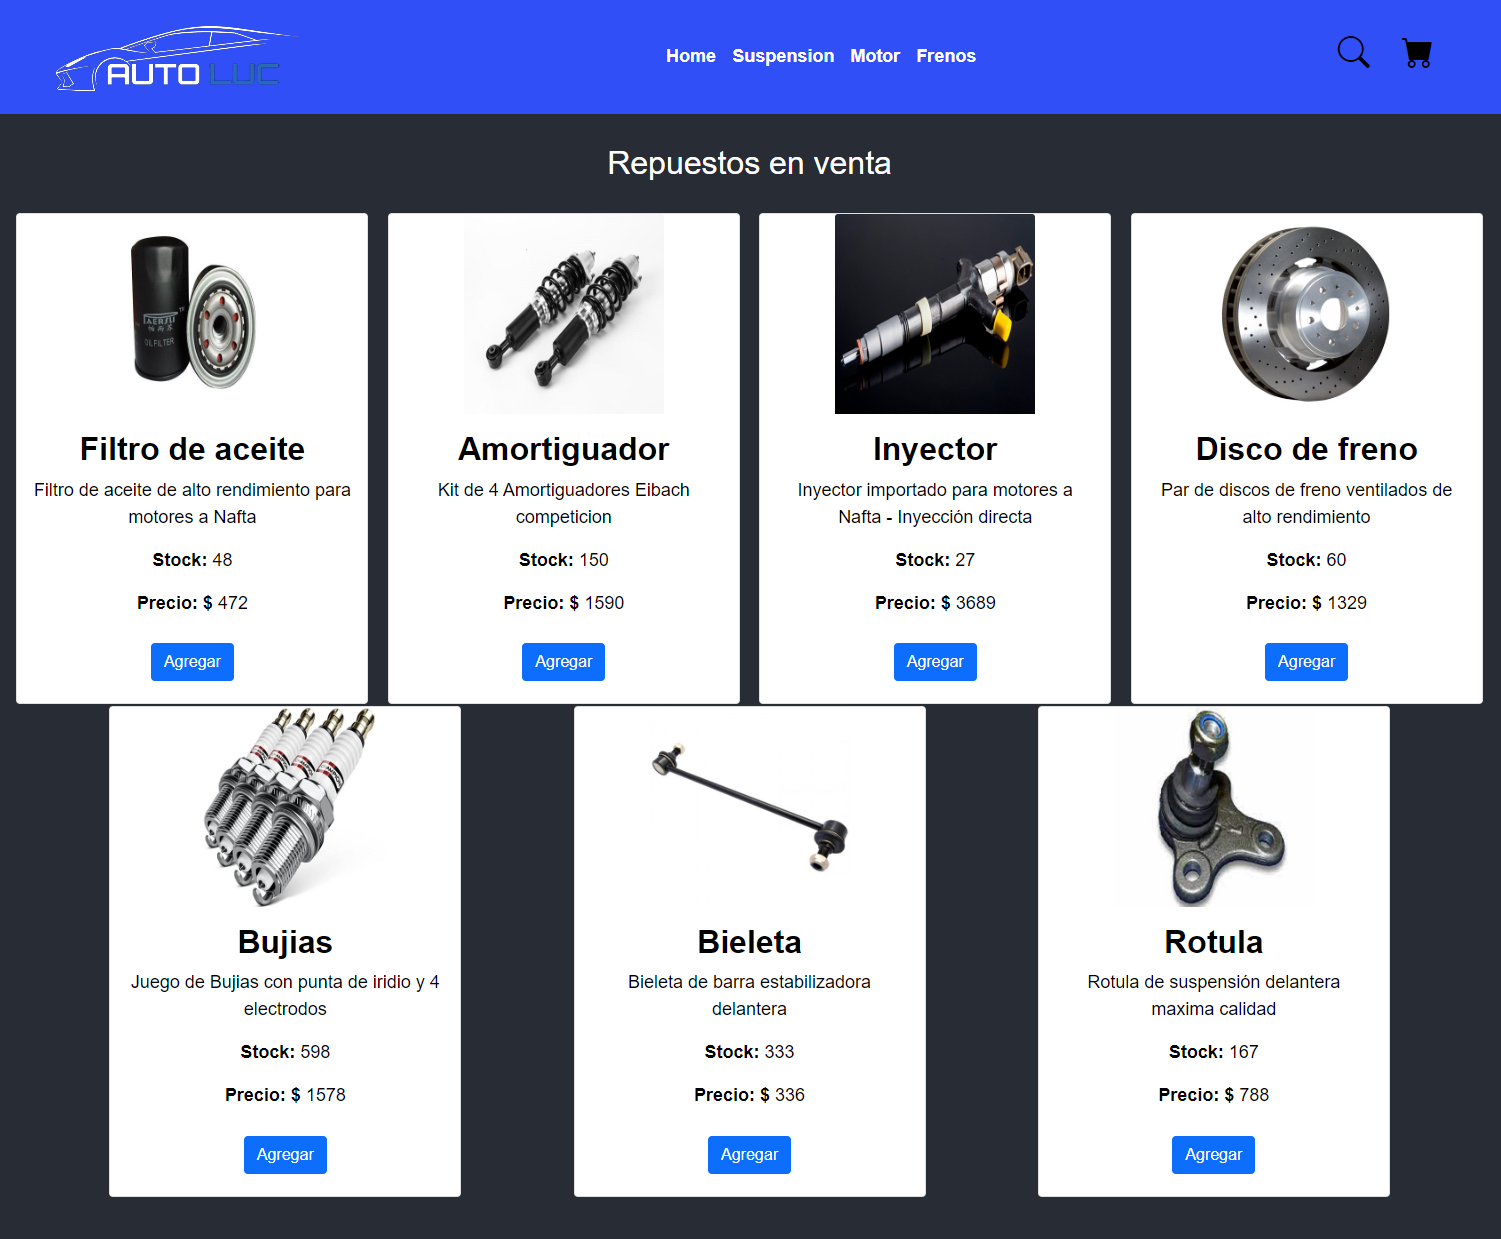 AUTO LUC
Home Suspension Motor Frenos
Repuestos en venta
OIL FILTER
Filtro de aceite
Filtro de aceite de alto rendimiento para
motores a Nafta
Stock: 48
Precio: $ 472
Agregar
Amortiguador
Kit de 4 Amortiguadores Eibach
competicion
Stock: 150
Precio: $ 1590
Agregar
Inyector
Inyector importado para motores a
Nafta - Inyección directa
Stock: 27
Precio: $ 3689
Agregar
Disco de freno
Par de discos de freno ventilados de
alto rendimiento
Stock: 60
Precio: $ 1329
Agregar
Bujias
Juego de Bujias con punta de iridio y 4
electrodos
Stock: 598
Precio: $ 1578
Agregar
Bieleta
Bieleta de barra estabilizadora
delantera
Stock: 333
Precio: $ 336
Agregar
Rotula
Rotula de suspensión delantera
maxima calidad
Stock: 167
Precio: $ 788
Agregar